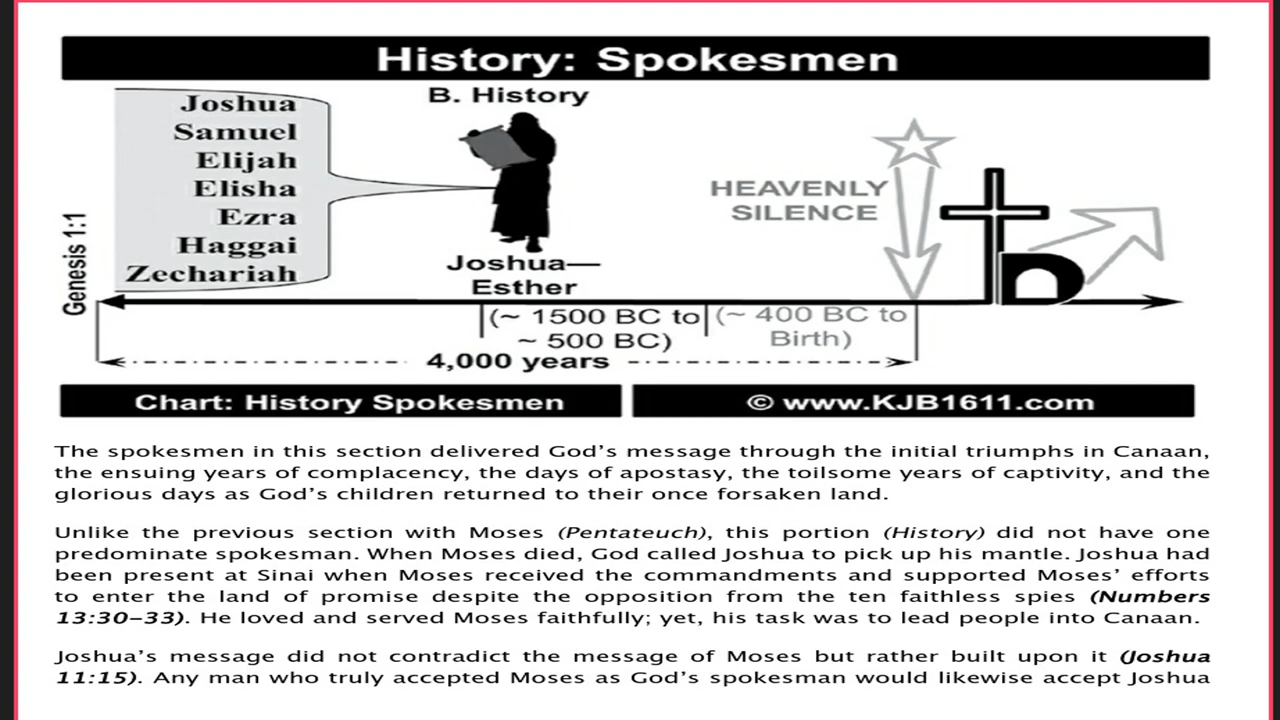 History: Spokesmen
B. History
Joshua
Samuel
Elijah
Elisha
Ezra
Haggai
Zechariah
Genesis 1:1
HEAVENLY
SILENCE
Joshua—
Esther
(~ 1500 BC to
~ 500 BC)
(~ 400 BC to
Birth)
4,000 years
Chart: History Spokesmen
© www.KJB1611.com
The spokesmen in this section delivered God’s message through the initial triumphs in Canaan,
the ensuing years of complacency, the days of apostasy, the toilsome years of captivity, and the
glorious days as God’s children returned to their once forsaken land.
Unlike the previous section with Moses (Pentateuch), this portion (History) did not have one
predominate spokesman. When Moses died, God called Joshua to pick up his mantle. Joshua had
been present at Sinai when Moses received the commandments and supported Moses’ efforts
to enter the land of promise despite the opposition from the ten faithless spies (Numbers
13:30–33). He loved and served Moses faithfully; yet, his task was to lead people into Canaan.
Joshua’s message did not contradict the message of Moses but rather built upon it (Joshua
11:15). Any man who truly accepted Moses as God’s spokesman would likewise accept Joshua